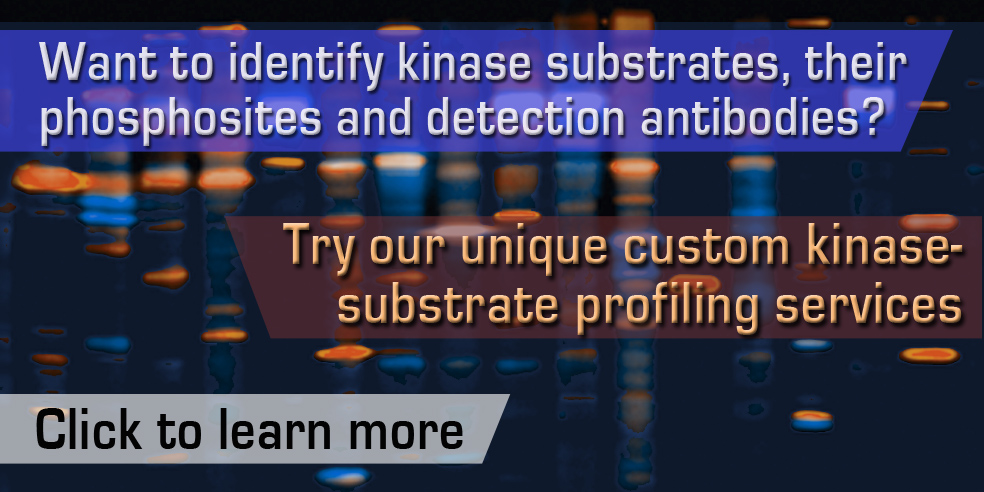 Want to identify kinase substrates, their
phosphosites and detection antibodies?
Try our unique custom kinase-
substrate profiling services
Click to learn more